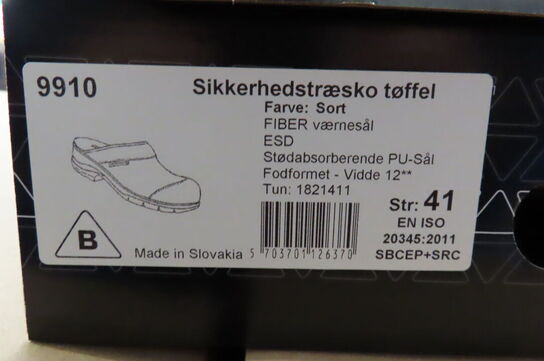 9910
Sikkerhedstræsko tøffel
Farve: Sort
FIBER værnesål
ESD
Stødabsorberende PU-Sål
Fodformet - Vidde 12**
Tun: 1821411
Str: 41
EN ISO
20345:2011
SBCEP+SRC
B
Made in Slovakia
5 703701 126370